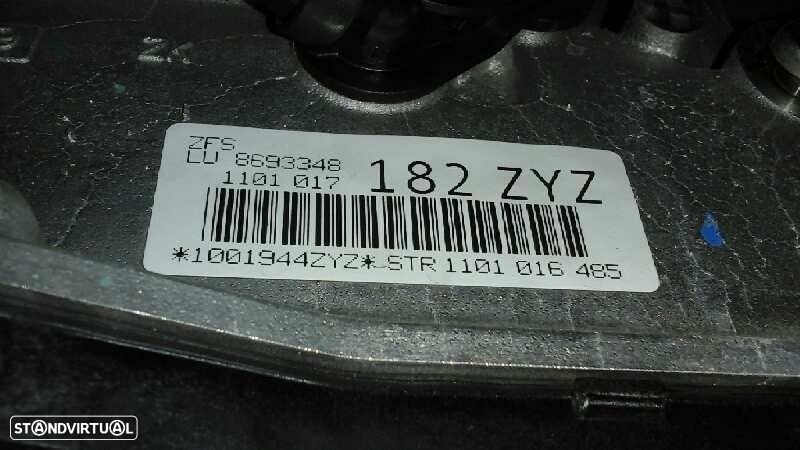 ZFS
LU 8693348
1101 017 182 ZYZ
*1001944ZYZ* STR 1101 016 485
STANDVIRTUAL